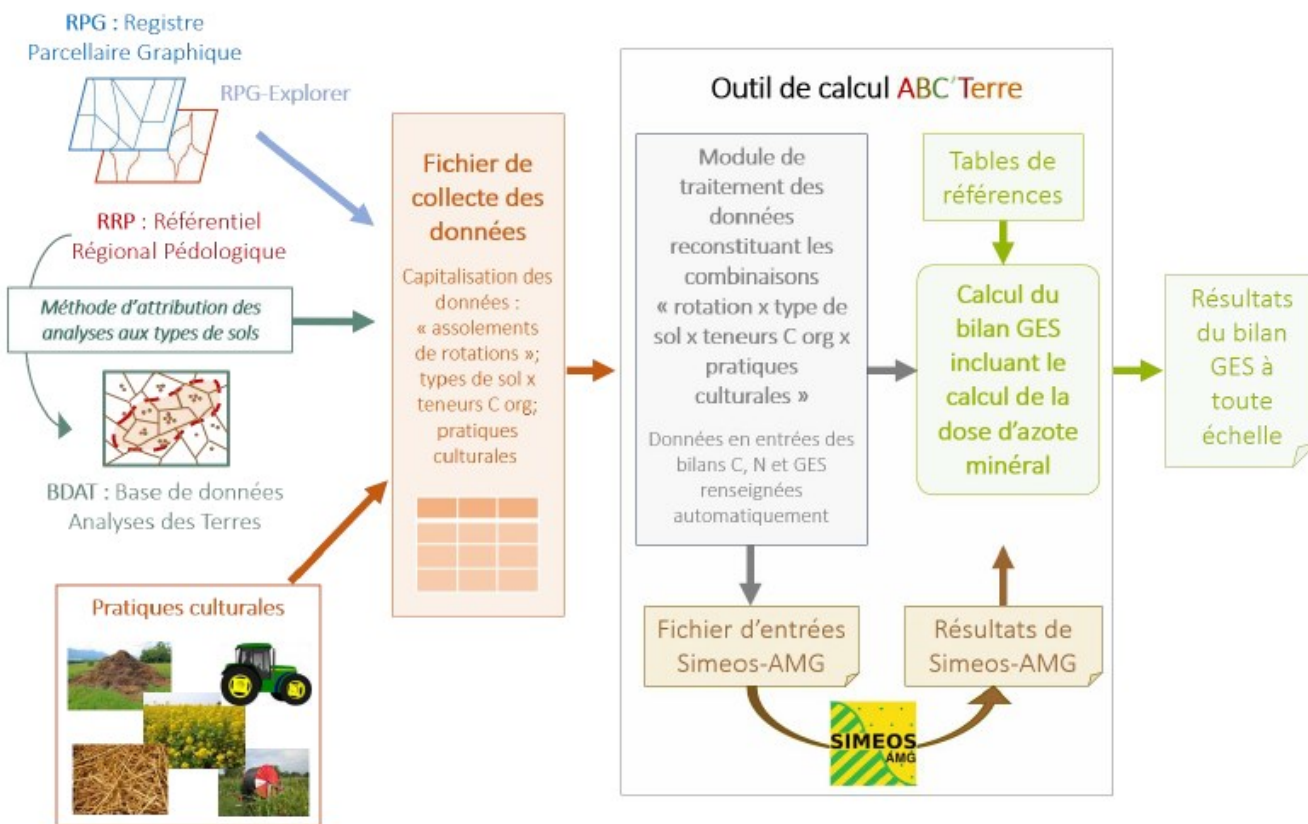 RPG : Registre
Parcellaire Graphique
RPG-Explorer
RRP : Référentiel
Régional Pédologique
Méthode d'attribution des
analyses aux types de sols
BDAT : Base de données
Analyses des Terres
Pratiques culturales
Fichier de
collecte des
données
Capitalisation des
données :
« assolements
de rotations »;
types de sol x
teneurs C org;
pratiques
culturales
Outil de calcul ABC'Terre
Module de
traitement des
données
reconstituant les
combinaisons
« rotation x type de
sol x teneurs C org x
pratiques
culturales »
Données en entrées des
bilans C, N et GES
renseignées
automatiquement
Tables de
références
Calcul du
bilan GES
incluant le
calcul de la
dose d'azote
minéral
Résultats
du bilan
GES à
toute
échelle
Fichier d'entrées
Simeos-AMG
Résultats de
Simeos-AMG
SIMEOS
AMG